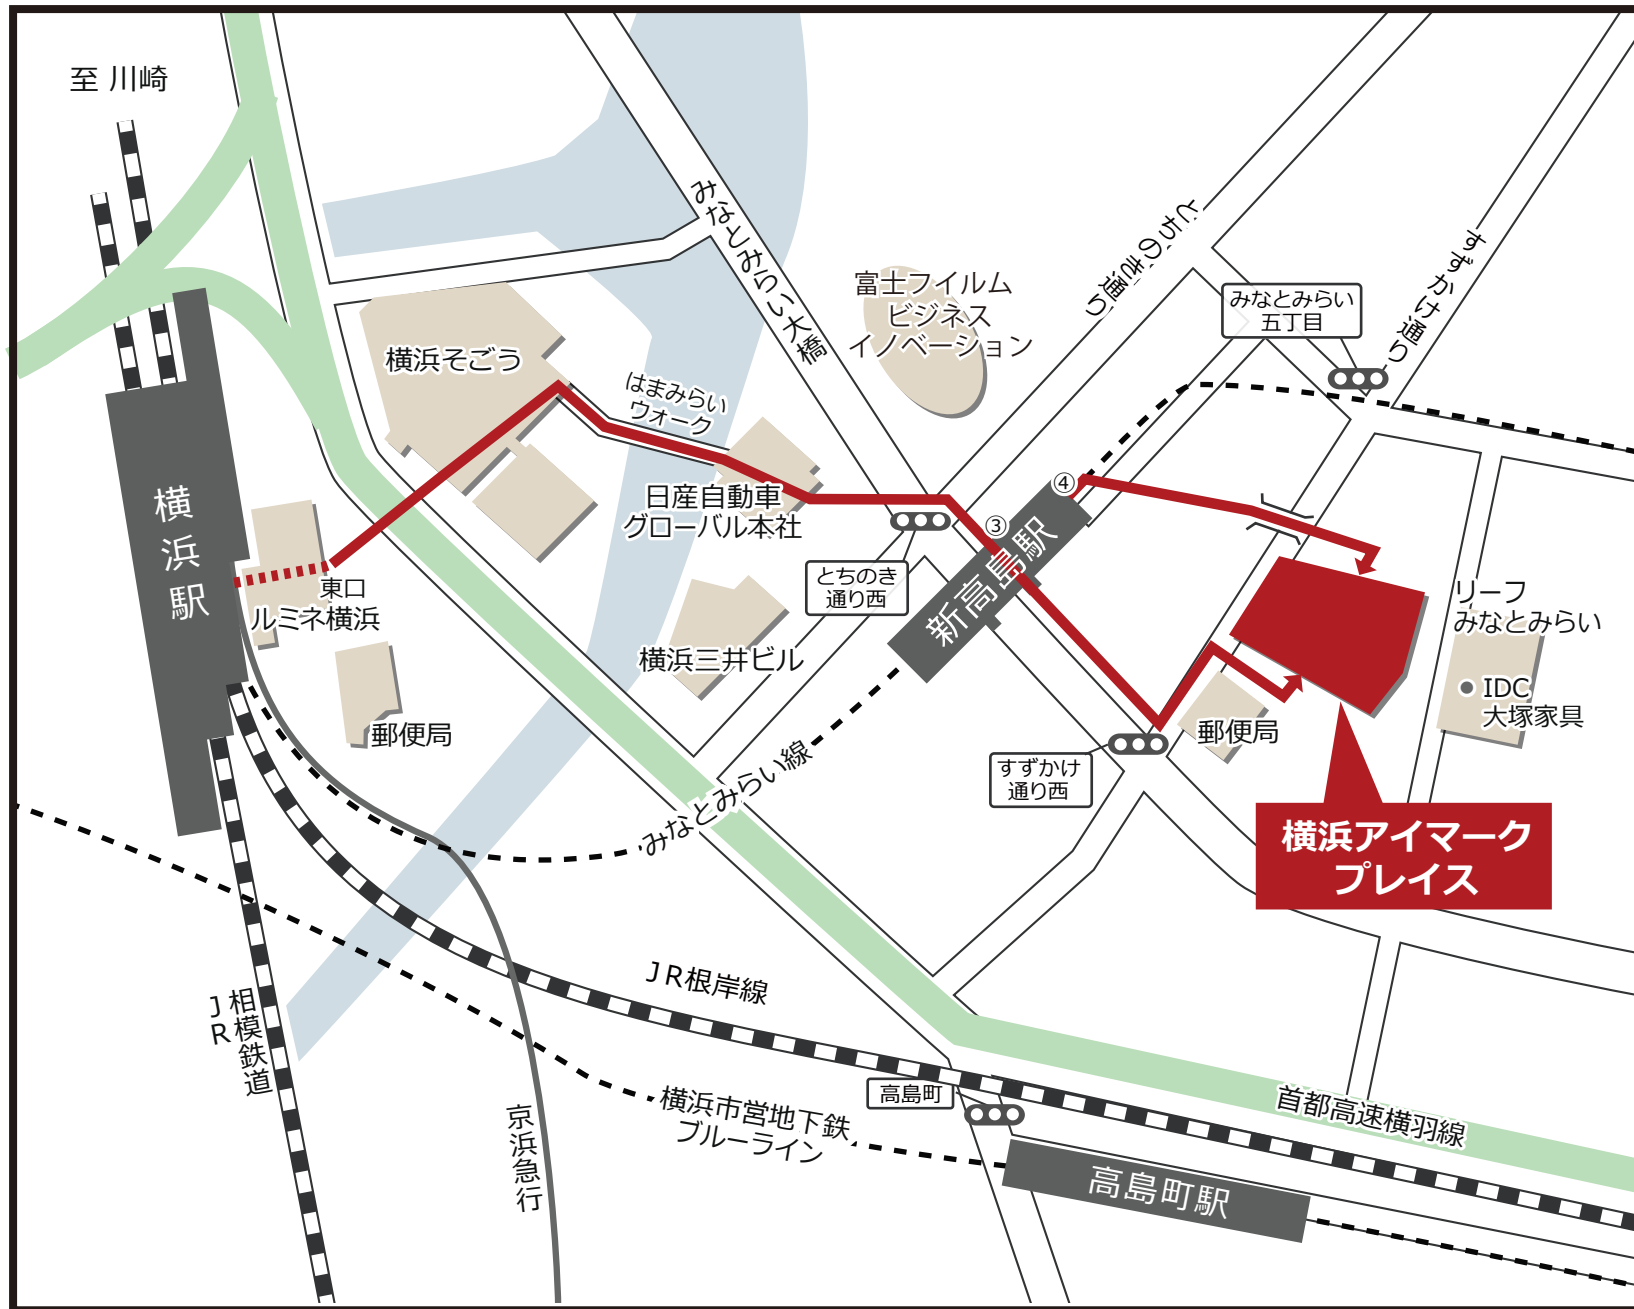 至 川崎
みなとみらい大橋
とちのき通り
すずかけ通り
富士フイルム
ビジネス
イノベーション
みなとみらい
五丁目
横浜そごう
はまみらい
ウォーク
横浜駅
日産自動車
グローバル本社
④
③
新高島駅
とちのき
通り西
東口
ルミネ横浜
リーフ
みなとみらい
横浜三井ビル
IDC
大塚家具
郵便局
郵便局
すずかけ
通り西
みなとみらい線
横浜アイマーク
プレイス
JR根岸線
相模鉄道
JR
高島町
横浜市営地下鉄
ブルーライン
京浜急行
首都高速横羽線
高島町駅